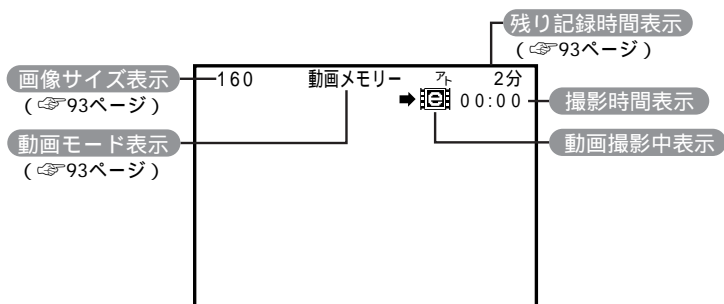 残り記録時間表示
（☞93ページ）
画像サイズ表示
（☞93ページ）
160 動画メモリー アト 2分
00:00
撮影時間表示
動画モード表示
（☞93ページ）
動画撮影中表示